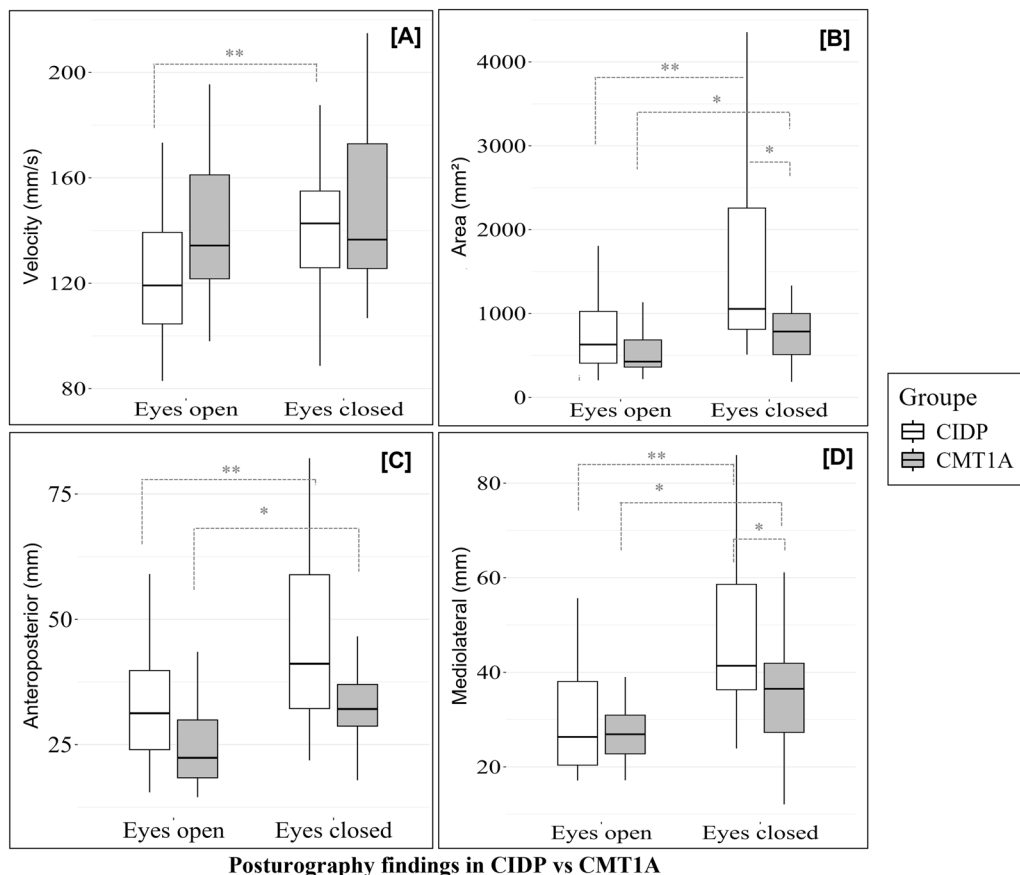 [A]
**
200
160
120
80
Velocity (mm/s)
Eyes open
Eyes closed
[B]
**
*
*
4000
3000
2000
1000
0
Area (mm²)
Eyes open
Eyes closed
Groupe
CIDP
CMT1A
[C]
**
*
75
50
25
Anteroposterior (mm)
Eyes open
Eyes closed
[D]
**
*
*
80
60
40
20
Mediolateral (mm)
Eyes open
Eyes closed
Posturography findings in CIDP vs CMT1A